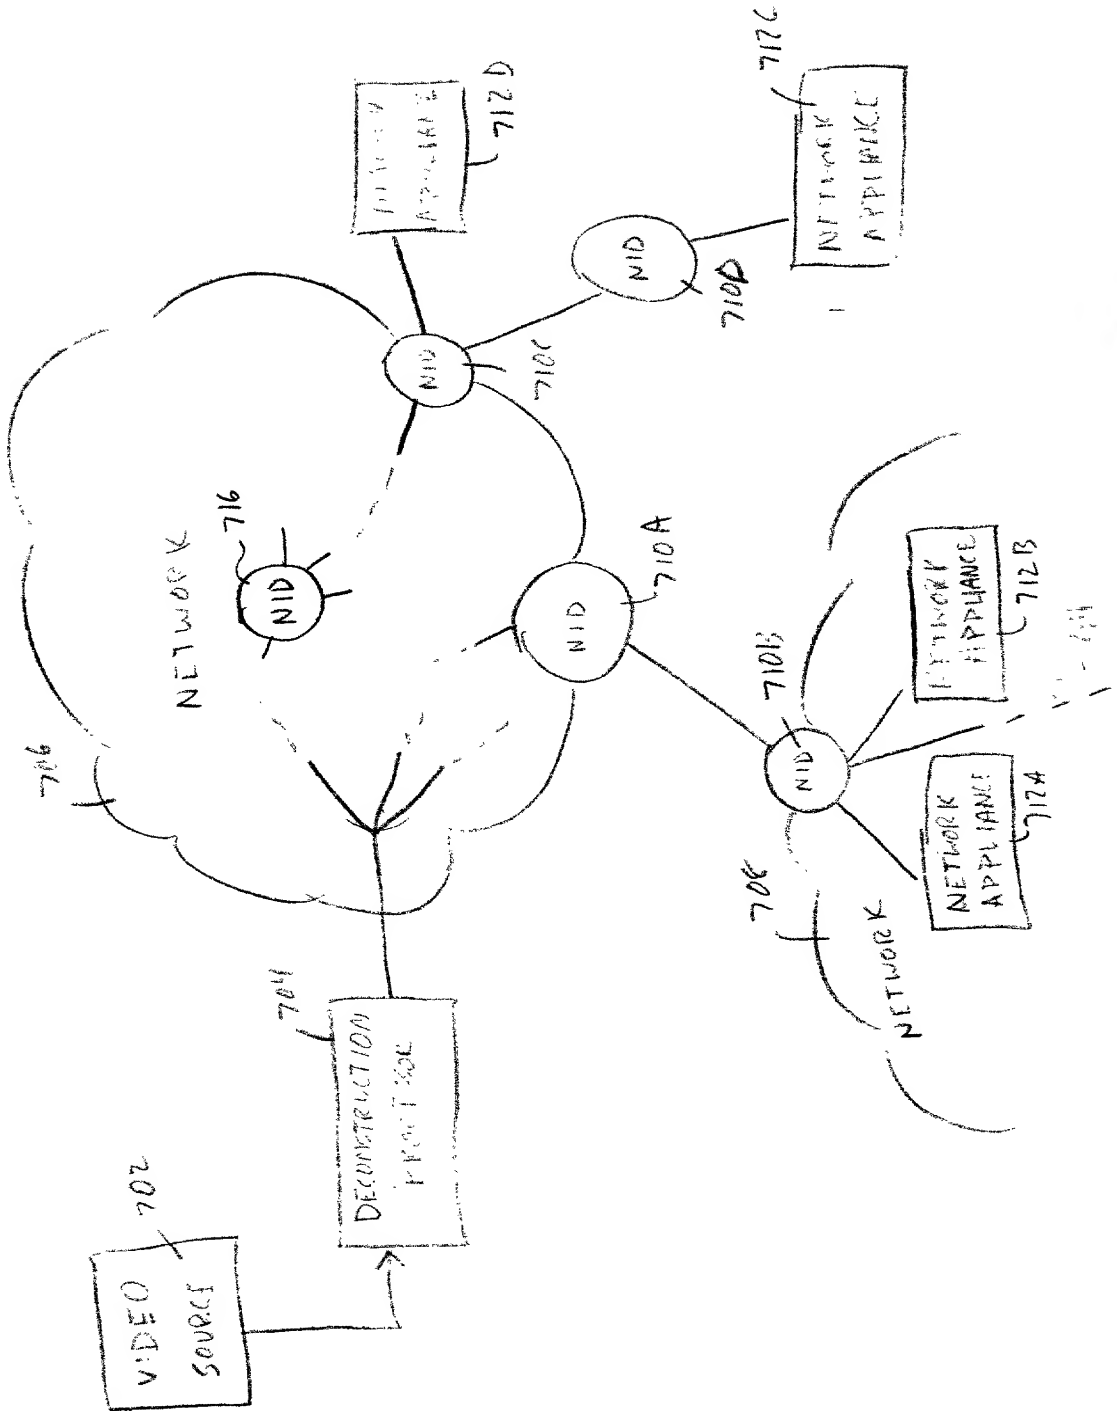 VIDEO
SOURCE
702
DECONSTRUCTION
704
706
NETWORK
NID
716
NID
710A
NID
710C
712D
NID
710D
NETWORK
APPLIANCE
712C
NID
710B
NETWORK
708
NETWORK
APPLIANCE
712A
NETWORK
APPLIANCE
712B